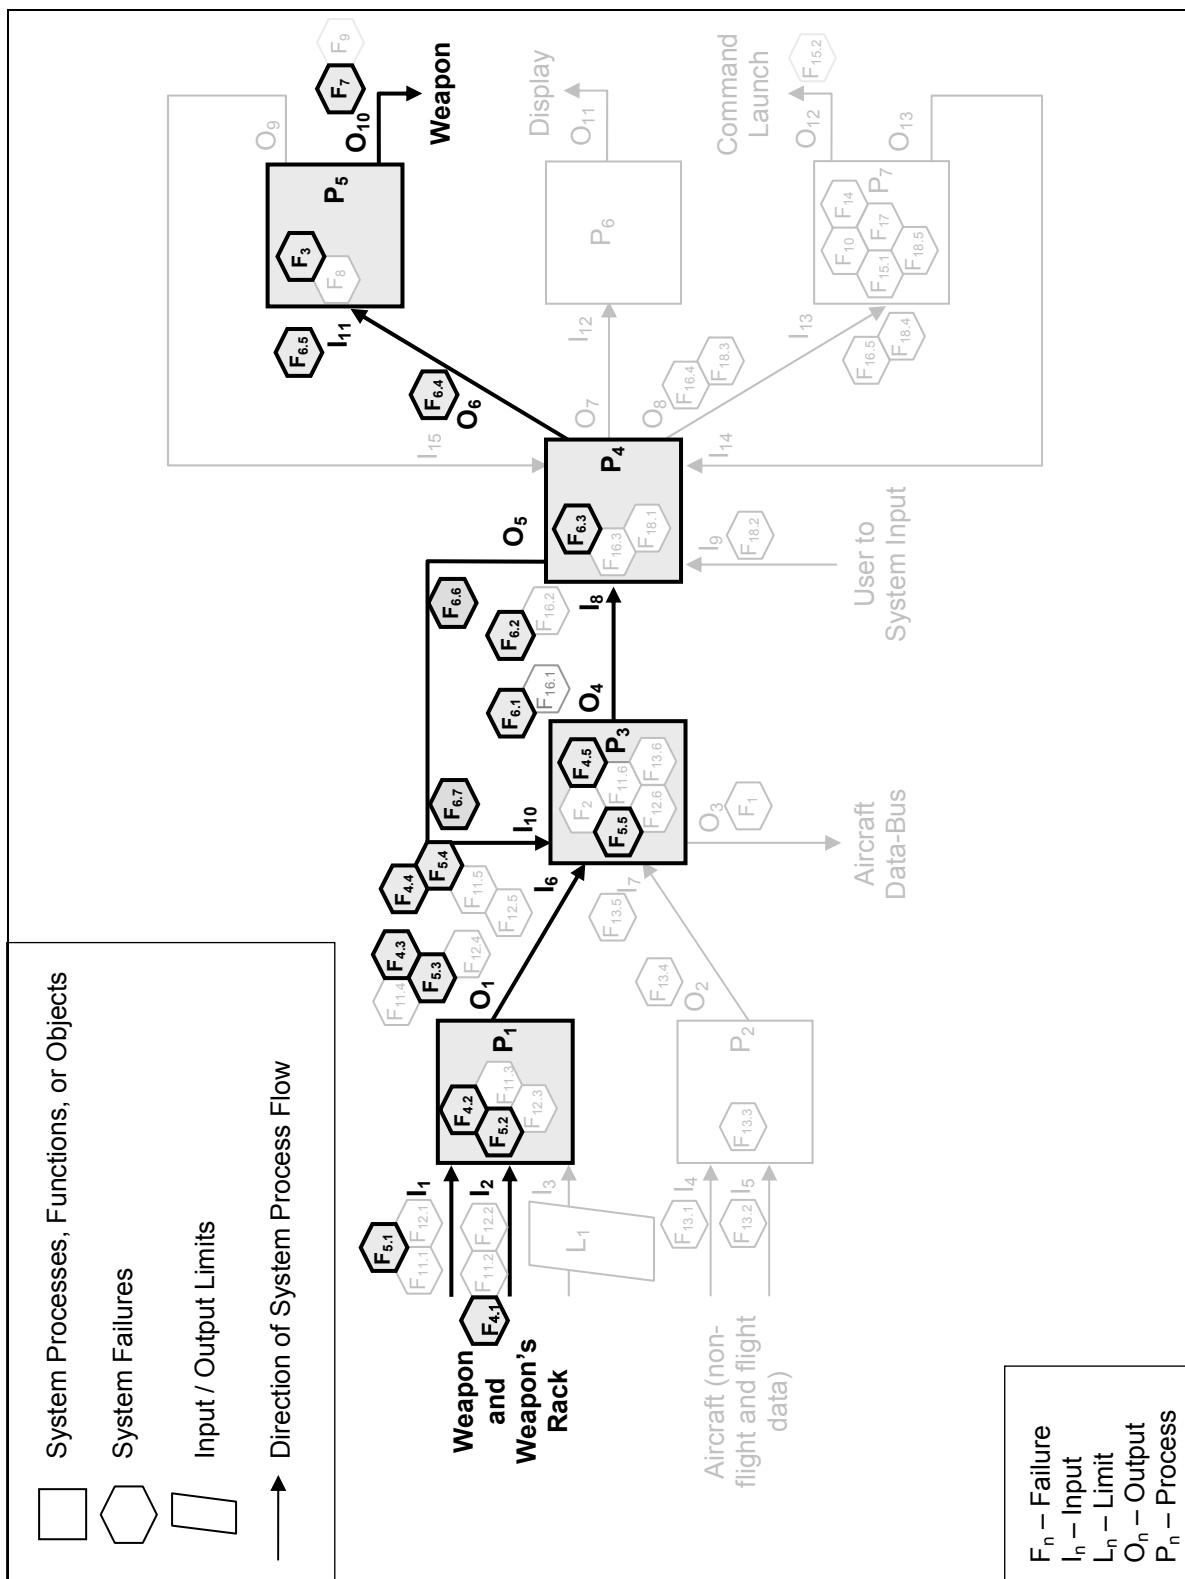 System Processes, Functions, or Objects
System Failures
Input / Output Limits
Direction of System Process Flow
Fn – Failure
In – Input
Ln – Limit
On – Output
Pn – Process
Weapon
and
Weapon's
Rack
Aircraft (non-
flight and flight
data)
F5.1
F11.1
F12.1
I1
F4.1
F11.2
F12.2
I2
L1
I3
F13.1
I4
F13.2
I5
P1
F4.2
F5.2
F11.3
F12.3
P2
F13.3
O1
F4.3
F5.3
F11.4
F12.4
O2
F13.4
F4.4
F5.4
F11.5
F12.5
I6
F13.5
I7
F6.7
I10
P3
F4.5
F5.5
F2
F11.6
F12.6
F13.6
O3
F1
Aircraft
Data-Bus
O4
F6.1
F16.1
F6.2
F16.2
I8
F6.6
O5
P4
F6.3
F16.3
F18.1
I9
F18.2
User to
System Input
I15
I14
O6
F6.4
O7
O8
F16.4
F18.3
F6.5
I11
I12
I13
F16.5
F18.4
P5
F3
F8
P6
P7
F10
F14
F15.1
F17
F18.5
O9
O10
F7
F9
Weapon
O11
Display
O12
F15.2
Command
Launch
O13